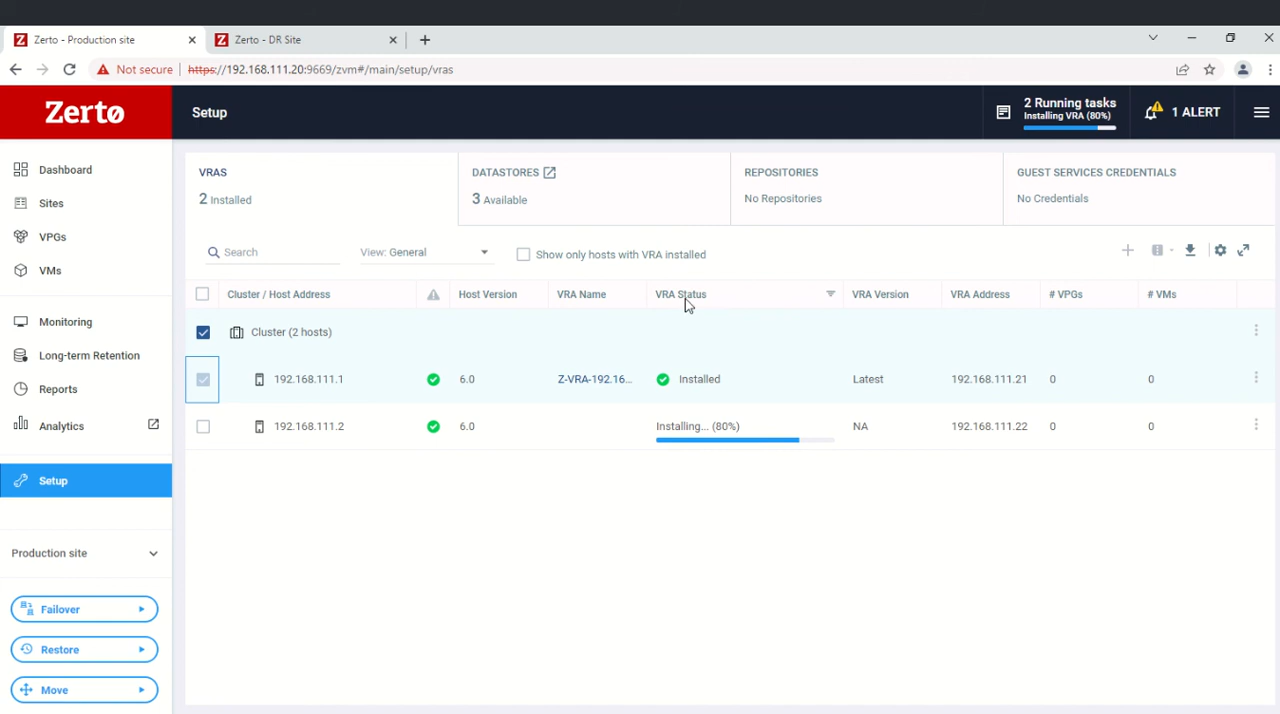 Zerto - Production site
Zerto - DR Site
Not secure
https://192.168.111.20:9669/zvm#/main/setup/vras
Zerto
Setup
2 Running tasks
Installing VRA (80%)
1 ALERT
Dashboard
Sites
VPGs
VMs
Monitoring
Long-term Retention
Reports
Analytics
Setup
Production site
Failover
Restore
Move
VRAS
2 Installed
DATASTORES
3 Available
REPOSITORIES
No Repositories
GUEST SERVICES CREDENTIALS
No Credentials
Search
View: General
Show only hosts with VRA installed
Cluster / Host Address Host Version VRA Name VRA Status VRA Version VRA Address # VPGs # VMs
Cluster (2 hosts)
192.168.111.1 6.0 Z-VRA-192.16... Installed Latest 192.168.111.21 0 0
192.168.111.2 6.0 Installing... (80%) NA 192.168.111.22 0 0